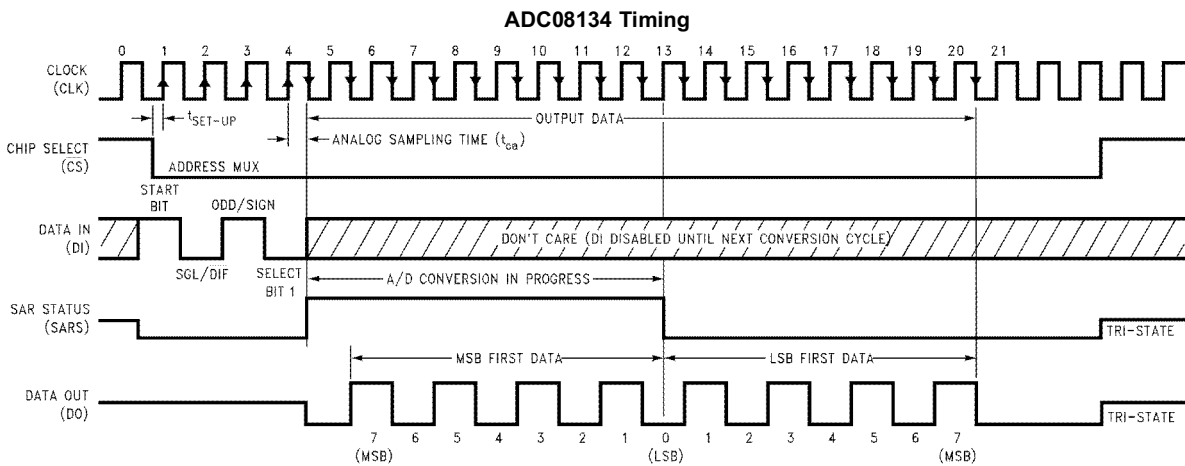 ADC08134 Timing
0 1 2 3 4 5 6 7 8 9 10 11 12 13 14 15 16 17 18 19 20 21
CLOCK
(CLK)
tSET-UP
OUTPUT DATA
ANALOG SAMPLING TIME (tca)
CHIP SELECT
(CS)
ADDRESS MUX
START
BIT
ODD/SIGN
DATA IN
(DI)
DON'T CARE (DI DISABLED UNTIL NEXT CONVERSION CYCLE)
SGL/DIF
SELECT
BIT 1
A/D CONVERSION IN PROGRESS
SAR STATUS
(SARS)
TRI-STATE
MSB FIRST DATA
LSB FIRST DATA
DATA OUT
(DO)
TRI-STATE
7 6 5 4 3 2 1 0 1 2 3 4 5 6 7
(MSB) (LSB) (MSB)